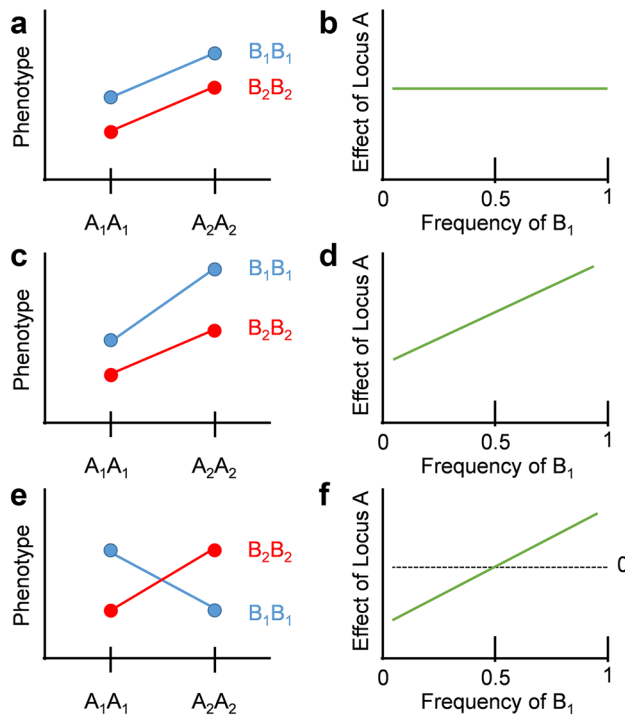 a
Phenotype
B₁B₁
B₂B₂
A₁A₁
A₂A₂
b
Effect of Locus A
0
0.5
1
Frequency of B₁
c
Phenotype
B₁B₁
B₂B₂
A₁A₁
A₂A₂
d
Effect of Locus A
0
0.5
1
Frequency of B₁
e
Phenotype
B₂B₂
B₁B₁
A₁A₁
A₂A₂
f
Effect of Locus A
0
0
0.5
1
Frequency of B₁